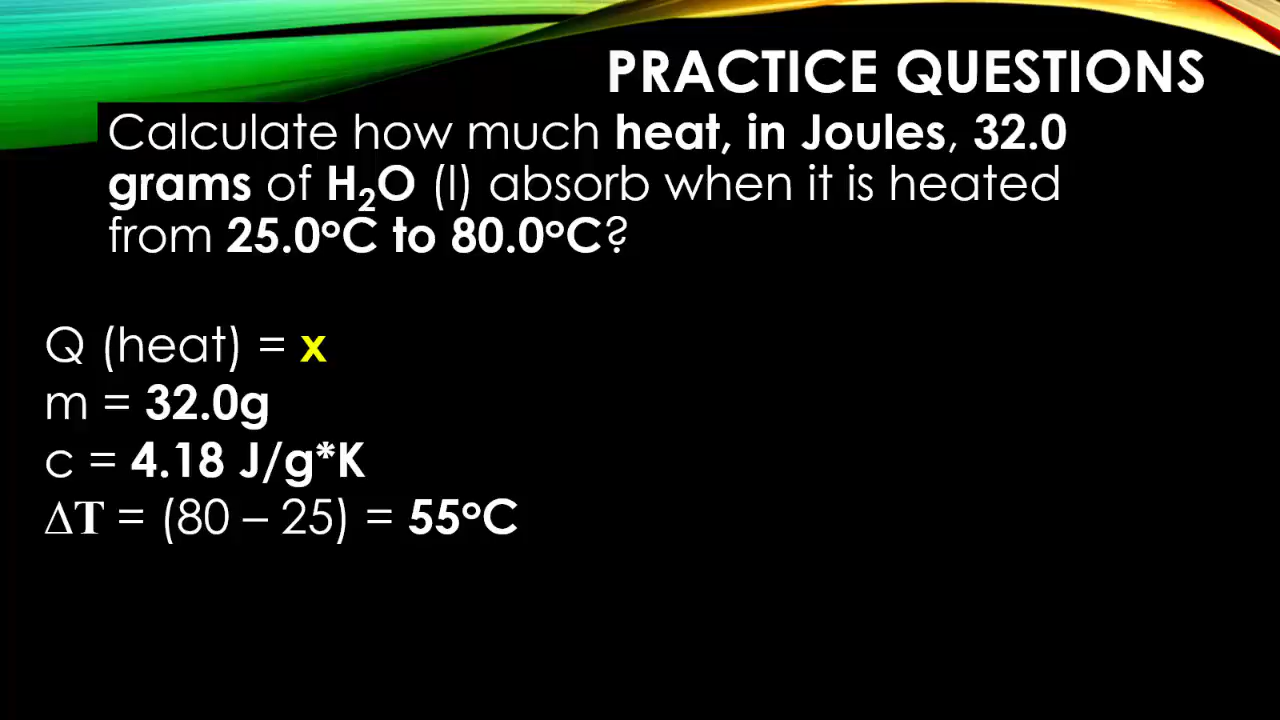 PRACTICE QUESTIONS
Calculate how much heat, in Joules, 32.0
grams of H₂O (l) absorb when it is heated
from 25.0°C to 80.0°C?
Q (heat) = x
m = 32.0g
c = 4.18 J/g*K
∆T = (80 – 25) = 55°C